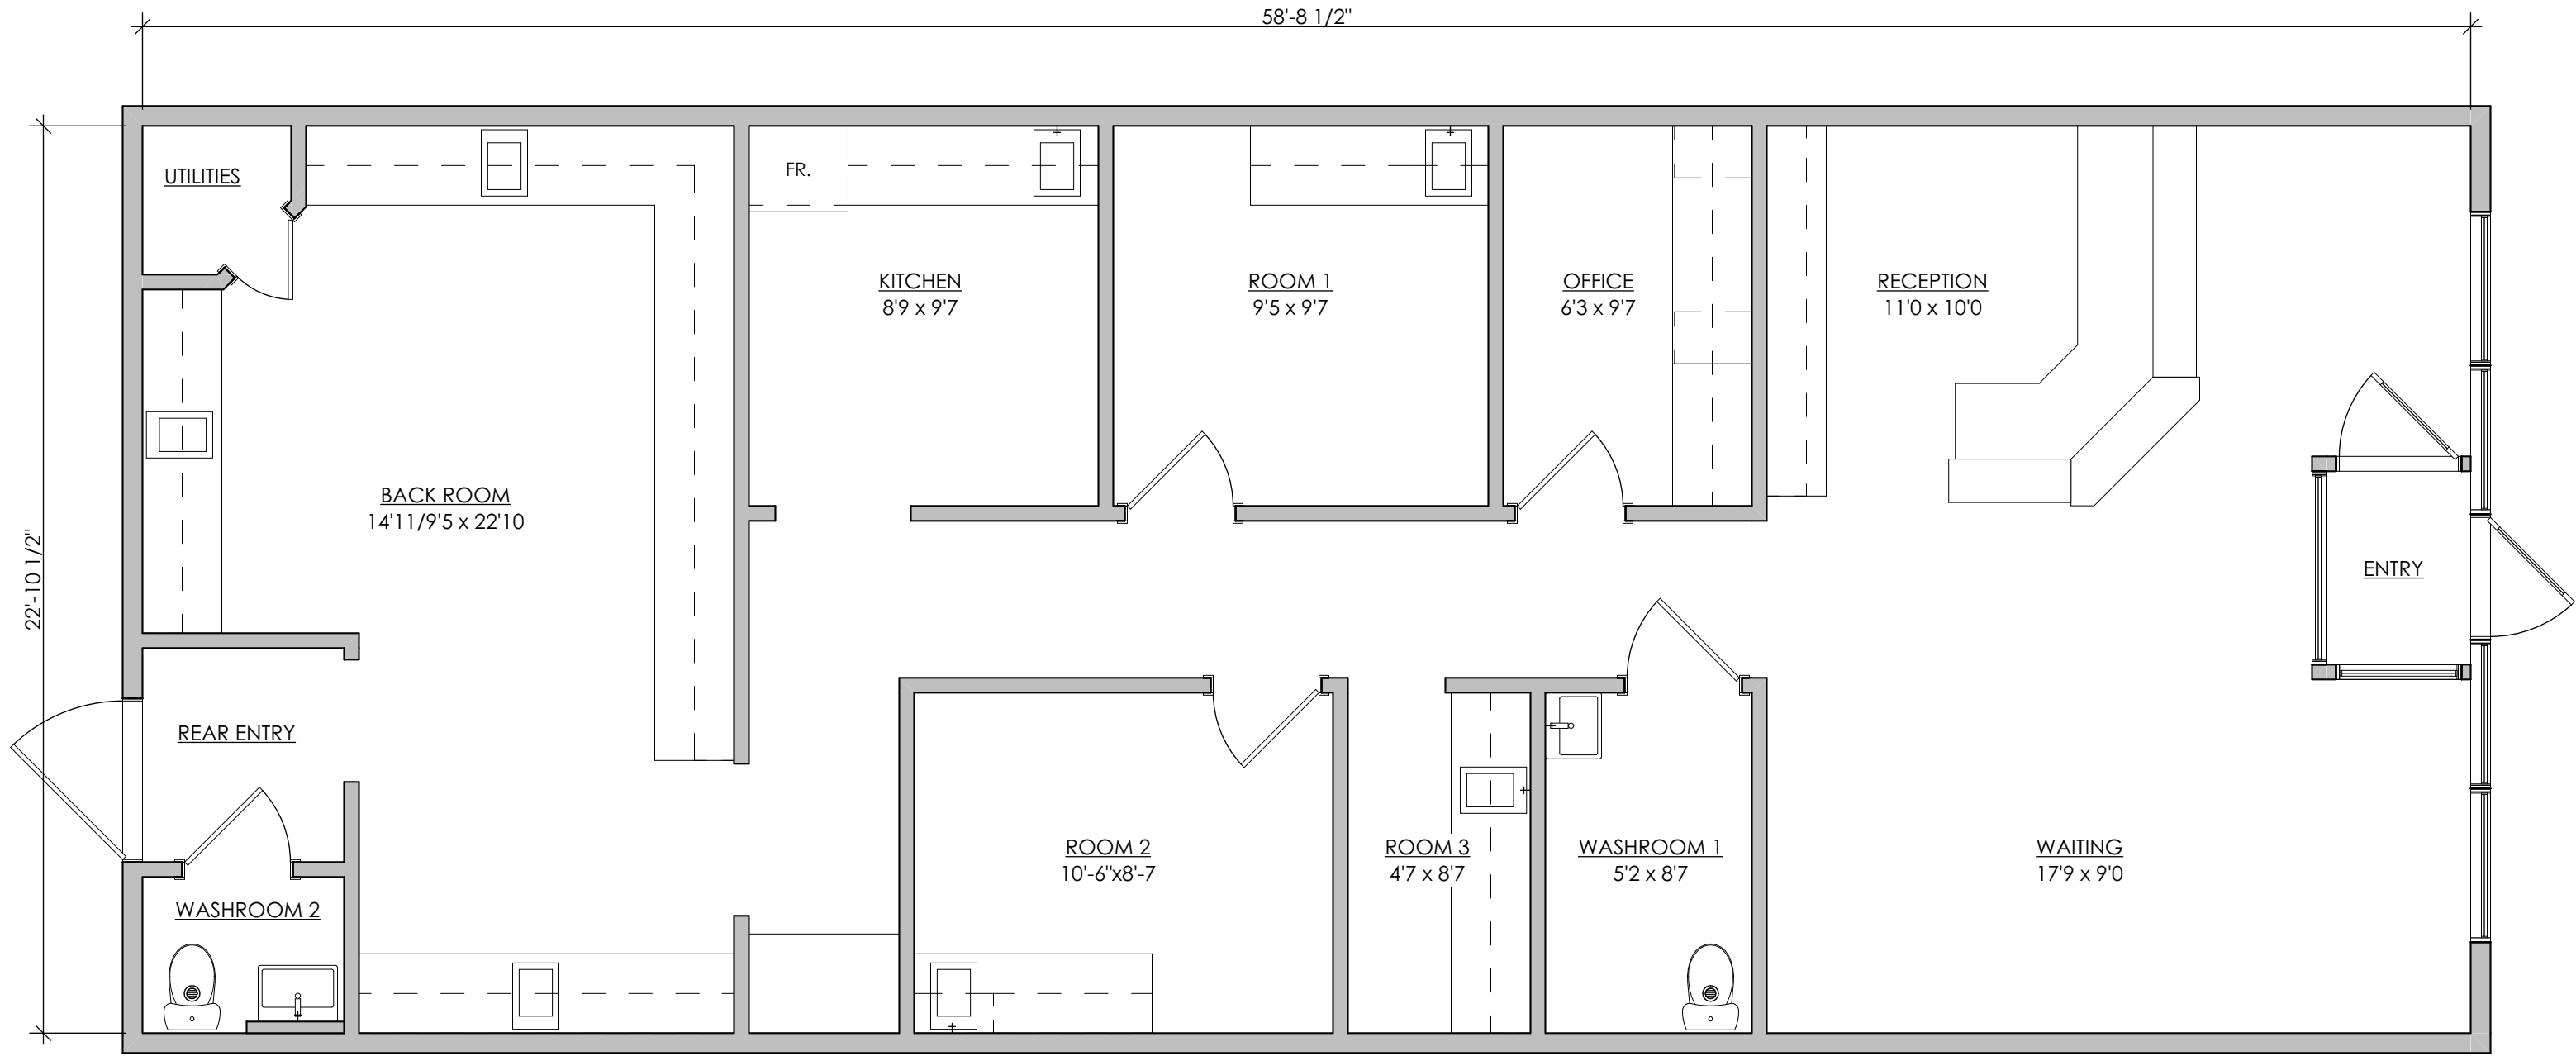 58'-8 1/2"
UTILITIES
FR.
KITCHEN
8'9 x 9'7
ROOM 1
9'5 x 9'7
OFFICE
6'3 x 9'7
RECEPTION
11'0 x 10'0
BACK ROOM
14'11/9'5 x 22'10
22'-10 1/2"
ENTRY
REAR ENTRY
ROOM 2
10'-6"x8'-7
ROOM 3
4'7 x 8'7
WASHROOM 1
5'2 x 8'7
WAITING
17'9 x 9'0
WASHROOM 2